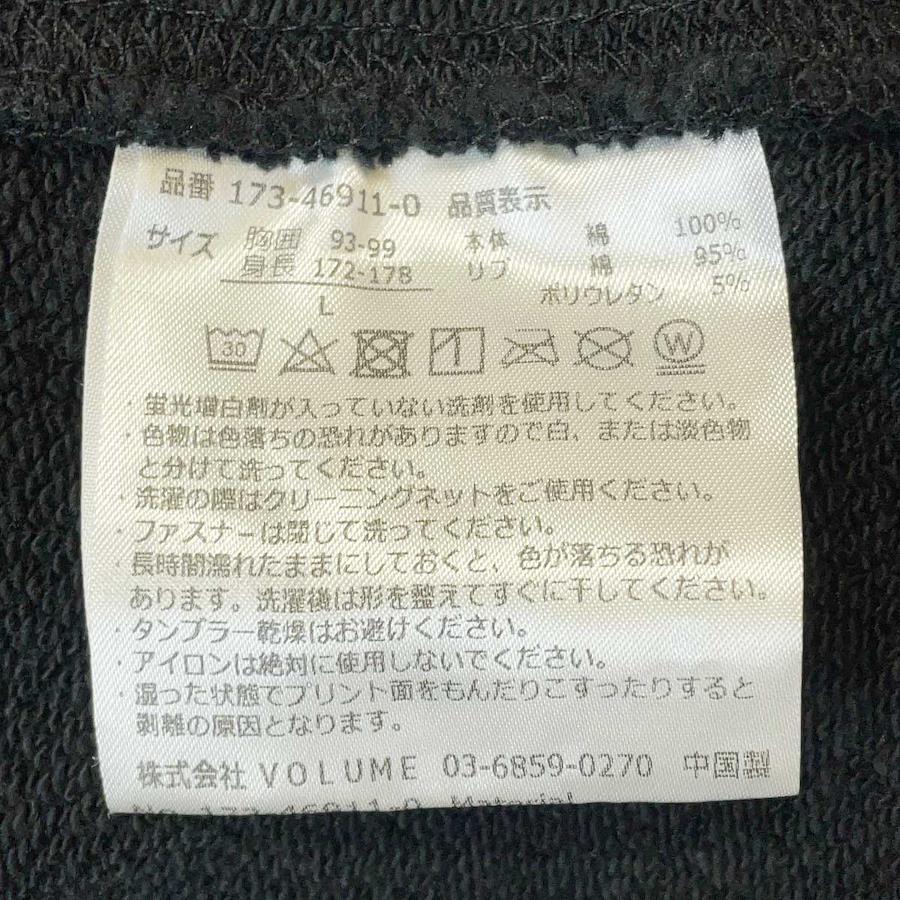 品番 173-46911-0 品質表示
サイズ 胸囲 93-99 本体 綿 100%
身長 172-178 リブ 綿 95%
L ポリウレタン 5%
30 1 W
・蛍光増白剤が入っていない洗剤を使用してください。
・色物は色落ちの恐れがありますので白、または淡色物
と分けて洗ってください。
・洗濯の際はクリーニングネットをご使用ください。
・ファスナーは閉じて洗ってください。
・長時間濡れたままにしておくと、色が落ちる恐れが
あります。洗濯後は形を整えてすぐに干してください。
・タンブラー乾燥はお避けください。
・アイロンは絶対に使用しないでください。
・湿った状態でプリント面をもんだりこすったりすると
剥離の原因となります。
株式会社 VOLUME 03-6859-0270 中国製
No. 173-46911-0 Material